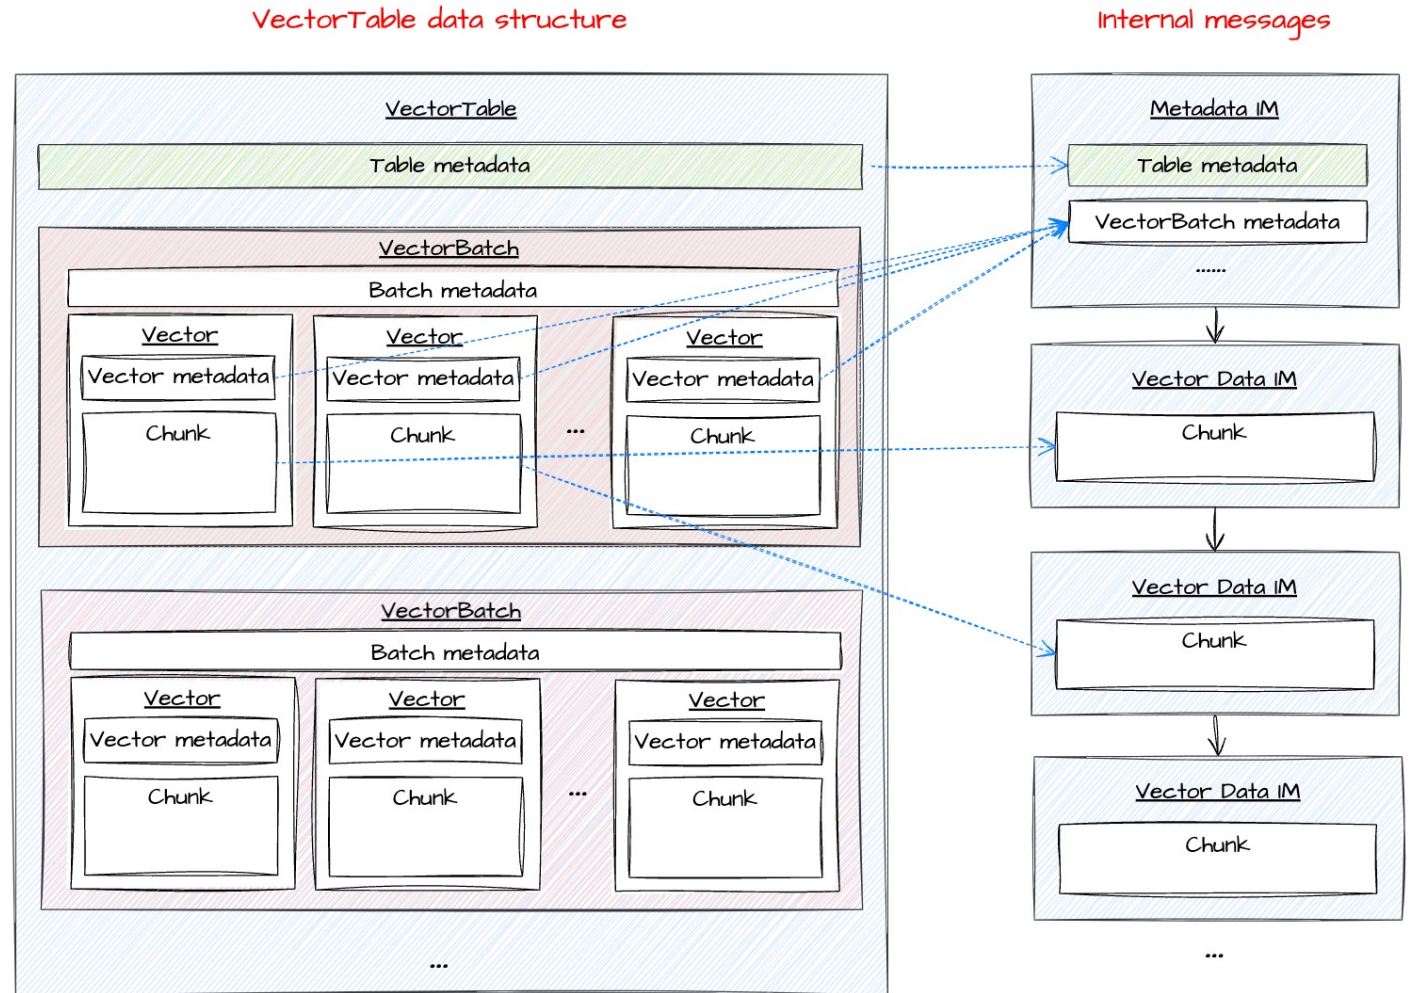 VectorTable data structure
Internal messages
VectorTable
Table metadata
VectorBatch
Batch metadata
Vector
Vector metadata
Chunk
Vector
Vector metadata
Chunk
...
Vector
Vector metadata
Chunk
VectorBatch
Batch metadata
Vector
Vector metadata
Chunk
Vector
Vector metadata
Chunk
...
Vector
Vector metadata
Chunk
...
Metadata IM
Table metadata
VectorBatch metadata
......
Vector Data IM
Chunk
Vector Data IM
Chunk
Vector Data IM
Chunk
...